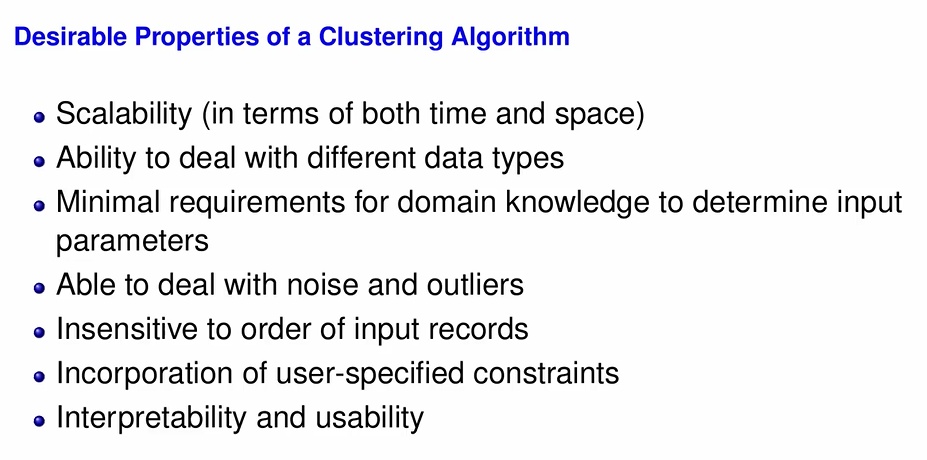 Desirable Properties of a Clustering Algorithm
Scalability (in terms of both time and space)
Ability to deal with different data types
Minimal requirements for domain knowledge to determine input
parameters
Able to deal with noise and outliers
Insensitive to order of input records
Incorporation of user-specified constraints
Interpretability and usability